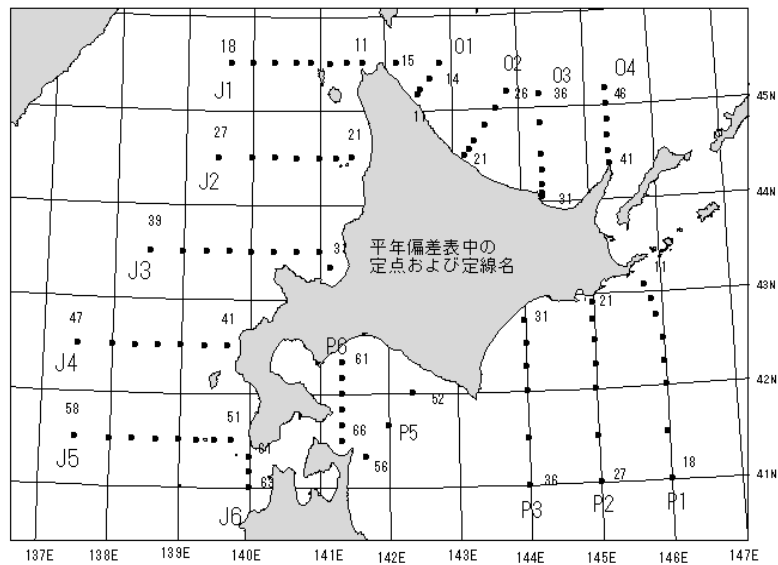 18
11
15
O1
O2
O3
O4
14
26
36
46
J1
11
45N
27
21
21
41
J2
31
44N
39
31
平年偏差表中の
定点および定線名
11
J3
43N
47
41
P6
31
21
J4
61
42N
58
51
52
66
P5
J5
61
56
18
41N
63
36
27
J6
P3
P2
P1
137E
138E
139E
140E
141E
142E
143E
144E
145E
146E
147E